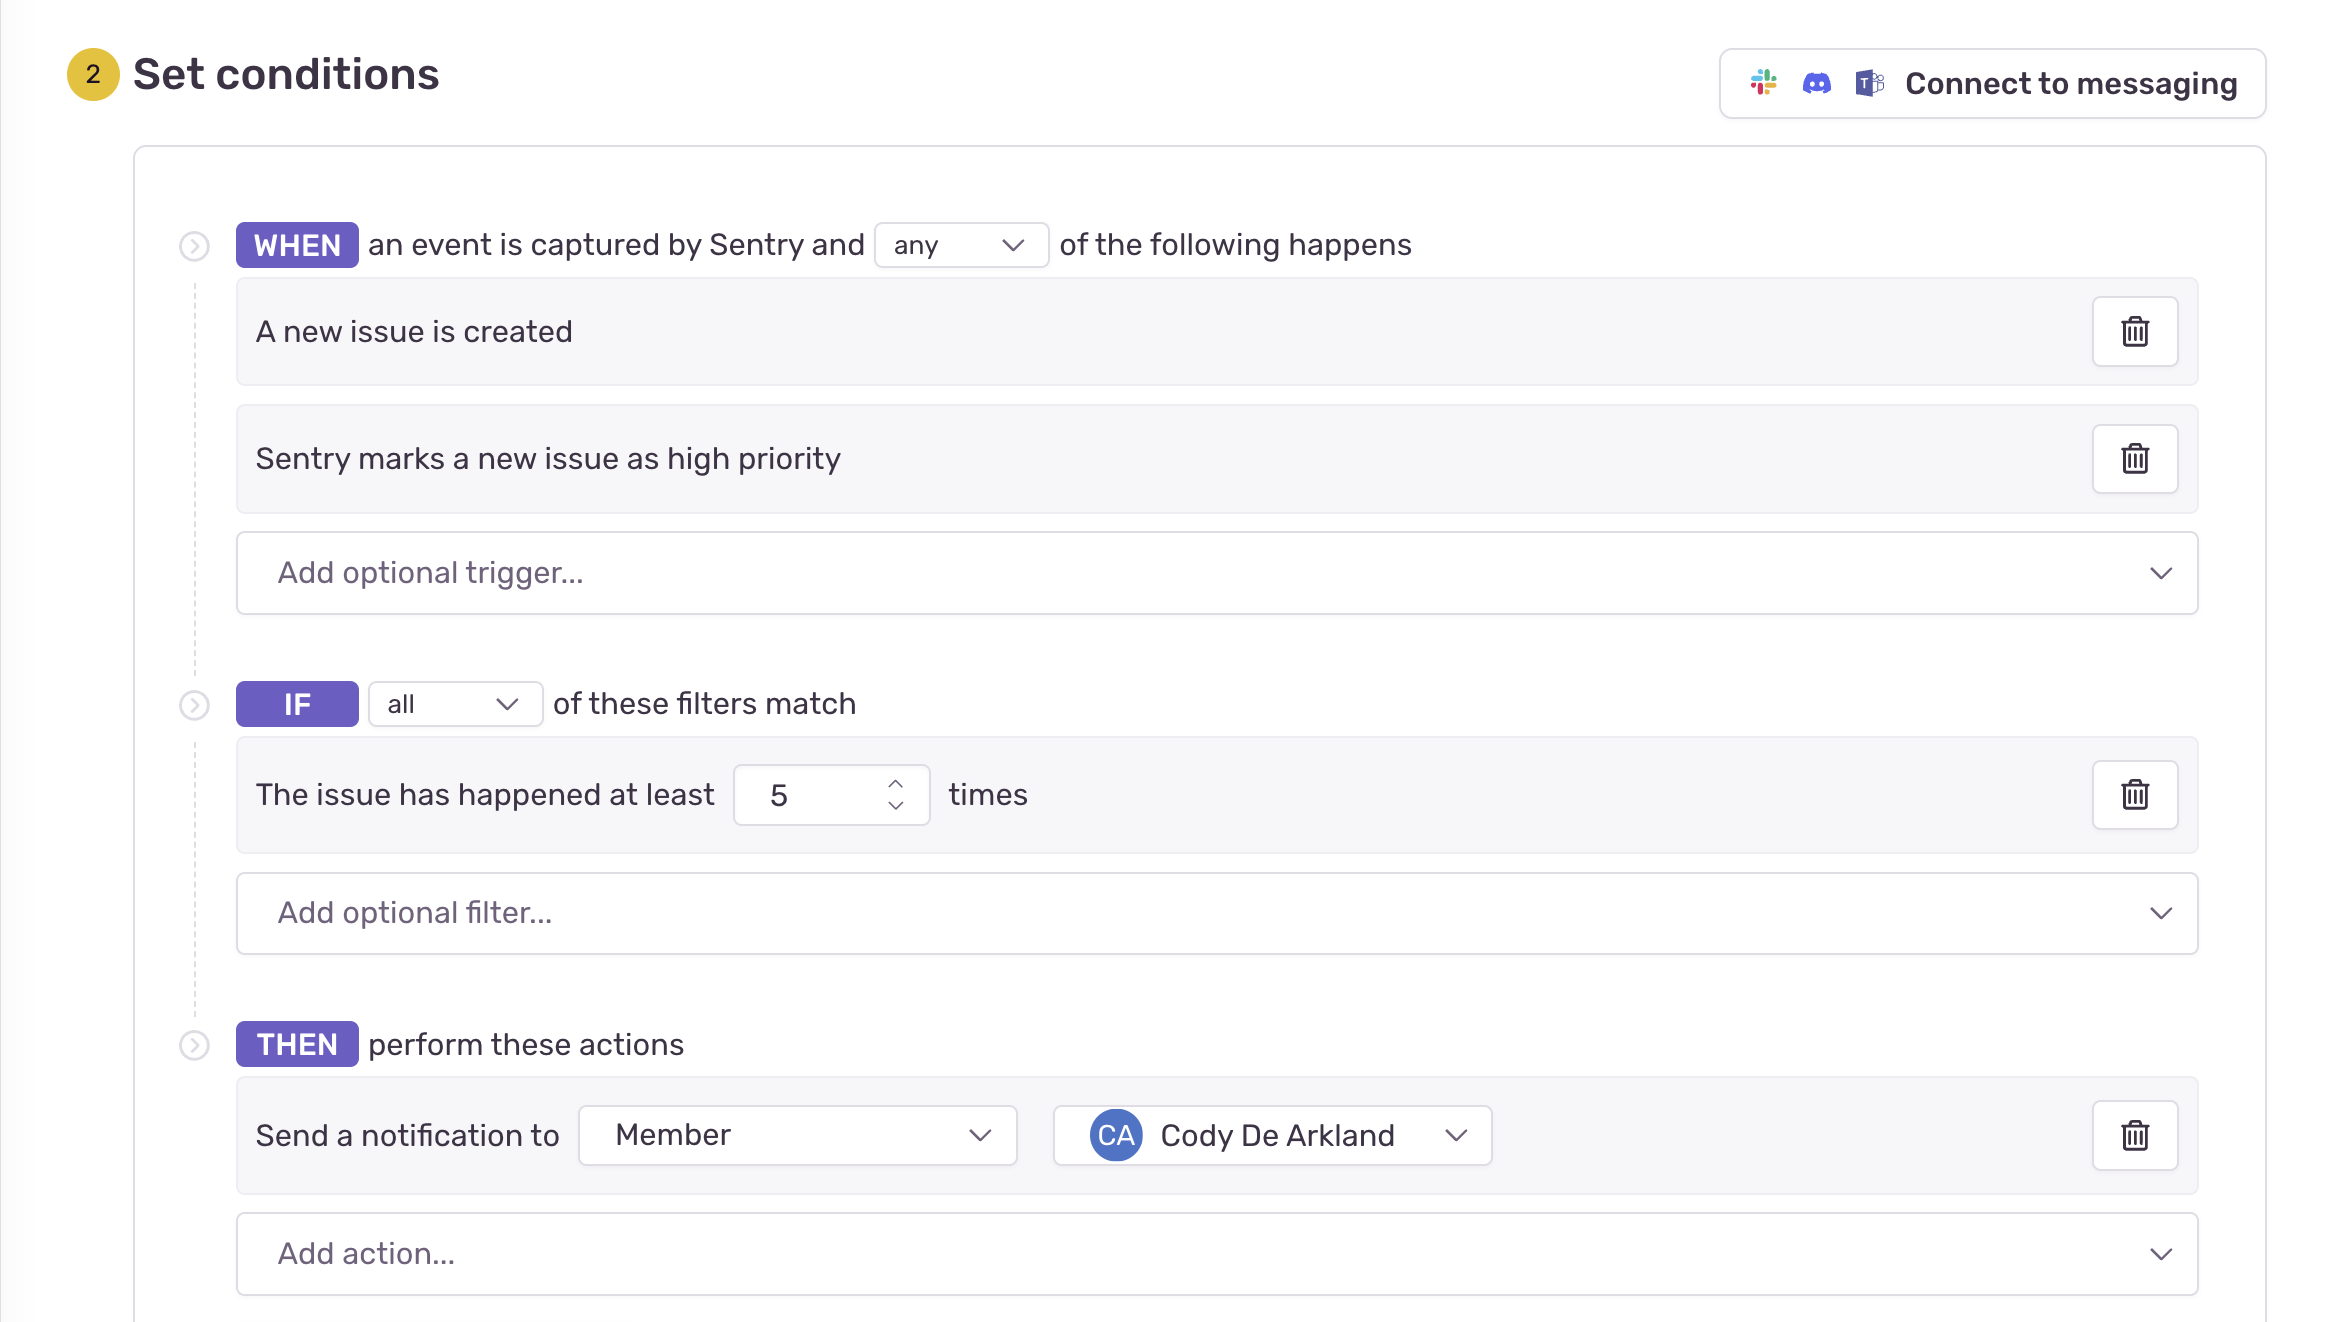 2 Set conditions
Connect to messaging
WHEN an event is captured by Sentry and any of the following happens
A new issue is created
Sentry marks a new issue as high priority
Add optional trigger...
IF all of these filters match
The issue has happened at least 5 times
Add optional filter...
THEN perform these actions
Send a notification to Member CA Cody De Arkland
Add action...